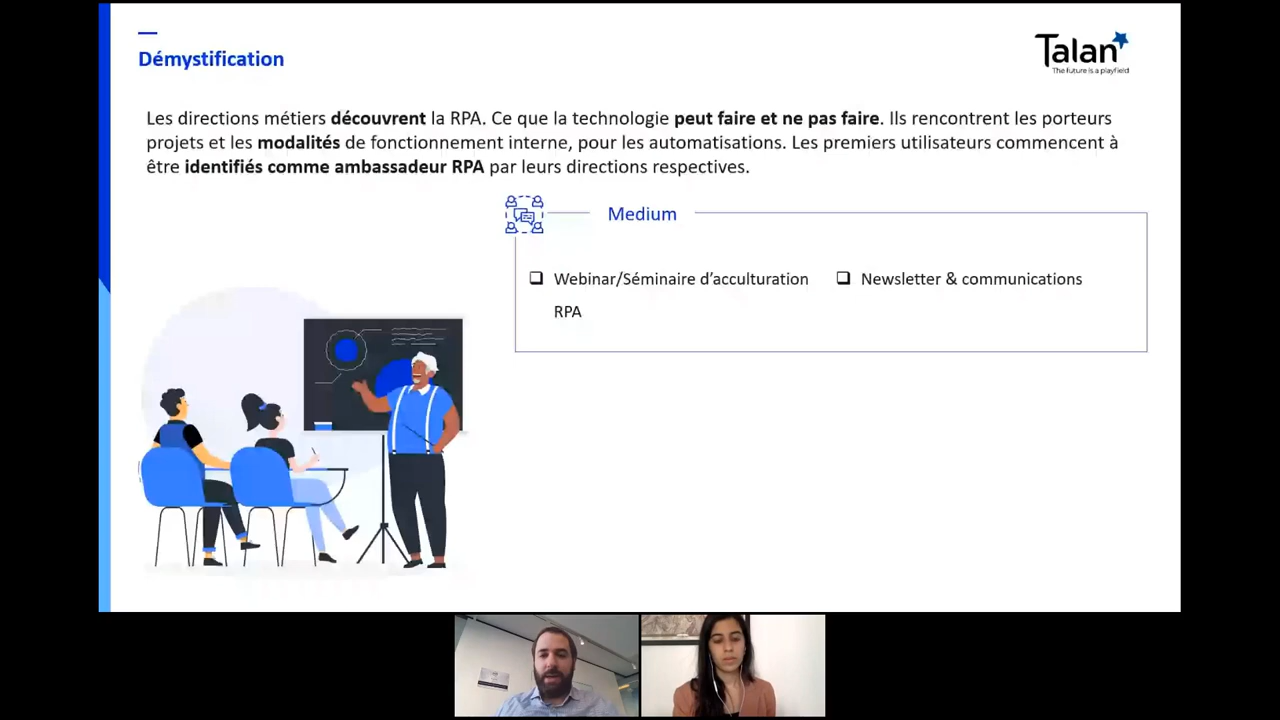 Démystification
Talan
The future is a playfield
Les directions métiers découvrent la RPA. Ce que la technologie peut faire et ne pas faire. Ils rencontrent les porteurs
projets et les modalités de fonctionnement interne, pour les automatisations. Les premiers utilisateurs commencent à
être identifiés comme ambassadeur RPA par leurs directions respectives.
Medium
Webinar/Séminaire d’acculturation
RPA
Newsletter & communications